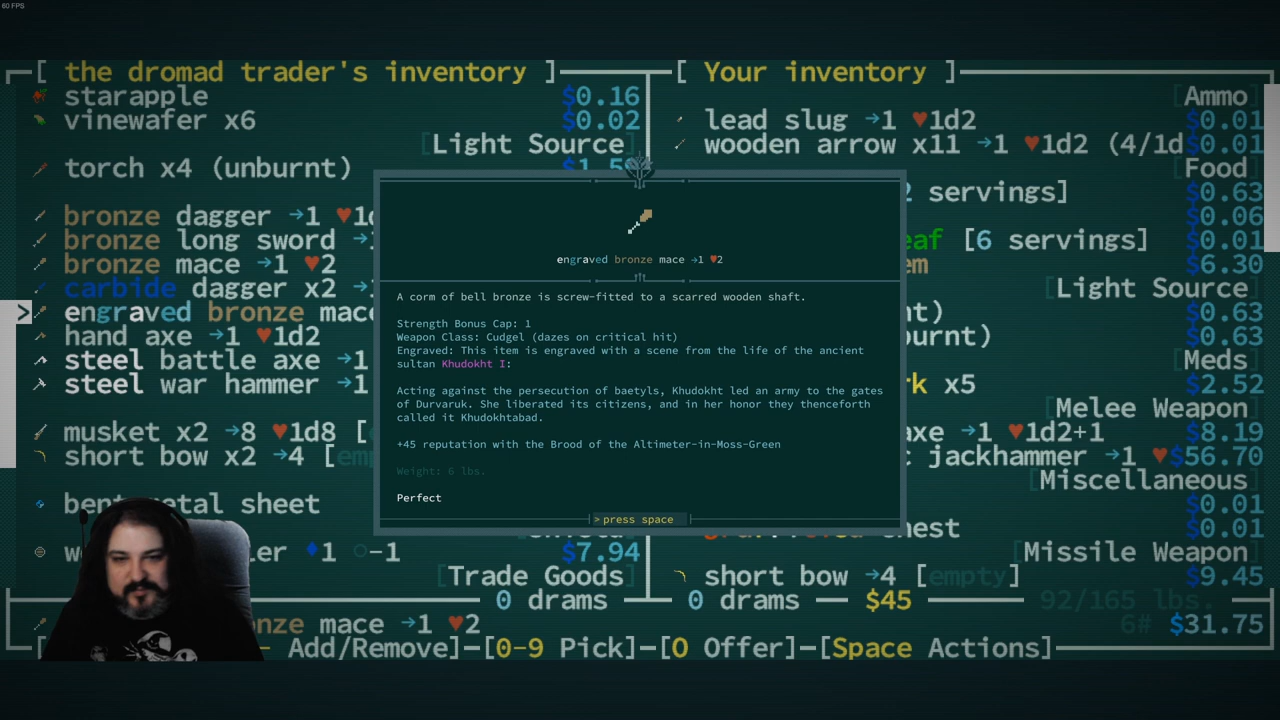 60 FPS
[ the dromad trader's inventory ]
[ Your inventory ]
starapple $0.16
[Ammo]
vinewafer x6 $0.02
lead slug →1 ♥1d2 $0.01
[Light Source]
wooden arrow x11 →1 ♥1d2 (4/1d $0.01
torch x4 (unburnt)
[Food]
servings] $0.63
bronze dagger →1 ♥1d
$0.06
bronze long sword
eaf [6 servings] $0.01
bronze mace →1 ♥2
$6.30
carbide dagger x2
[Light Source]
> engraved bronze mace
$0.63
hand axe →1 ♥1d2
burnt) $0.63
steel battle axe →1
[Meds]
steel war hammer →1
x5 $2.52
[Melee Weapon]
musket x2 →8 ♥1d8 [
axe →1 ♥1d2+1 $8.19
short bow x2 →4 [
jackhammer →1 ♥ $56.70
[Miscellaneous]
bent metal sheet
$0.01
$0.01
♦1 ○-1 $7.94
[Missile Weapon]
[Trade Goods]
short bow →4 [empty] $9.45
0 drams
0 drams — $45
92/165 lbs.
mace →1 ♥2
6# $31.75
Add/Remove]—[0-9 Pick]—[O Offer]—[Space Actions]
engraved bronze mace →1 ♥2
A corm of bell bronze is screw-fitted to a scarred wooden shaft.
Strength Bonus Cap: 1
Weapon Class: Cudgel (dazes on critical hit)
Engraved: This item is engraved with a scene from the life of the ancient
sultan Khudokht I:
Acting against the persecution of baetyls, Khudokht led an army to the gates
of Durvaruk. She liberated its citizens, and in her honor they thenceforth
called it Khudokhtabad.
+45 reputation with the Brood of the Altimeter-in-Moss-Green
Weight: 6 lbs.
Perfect
> press space